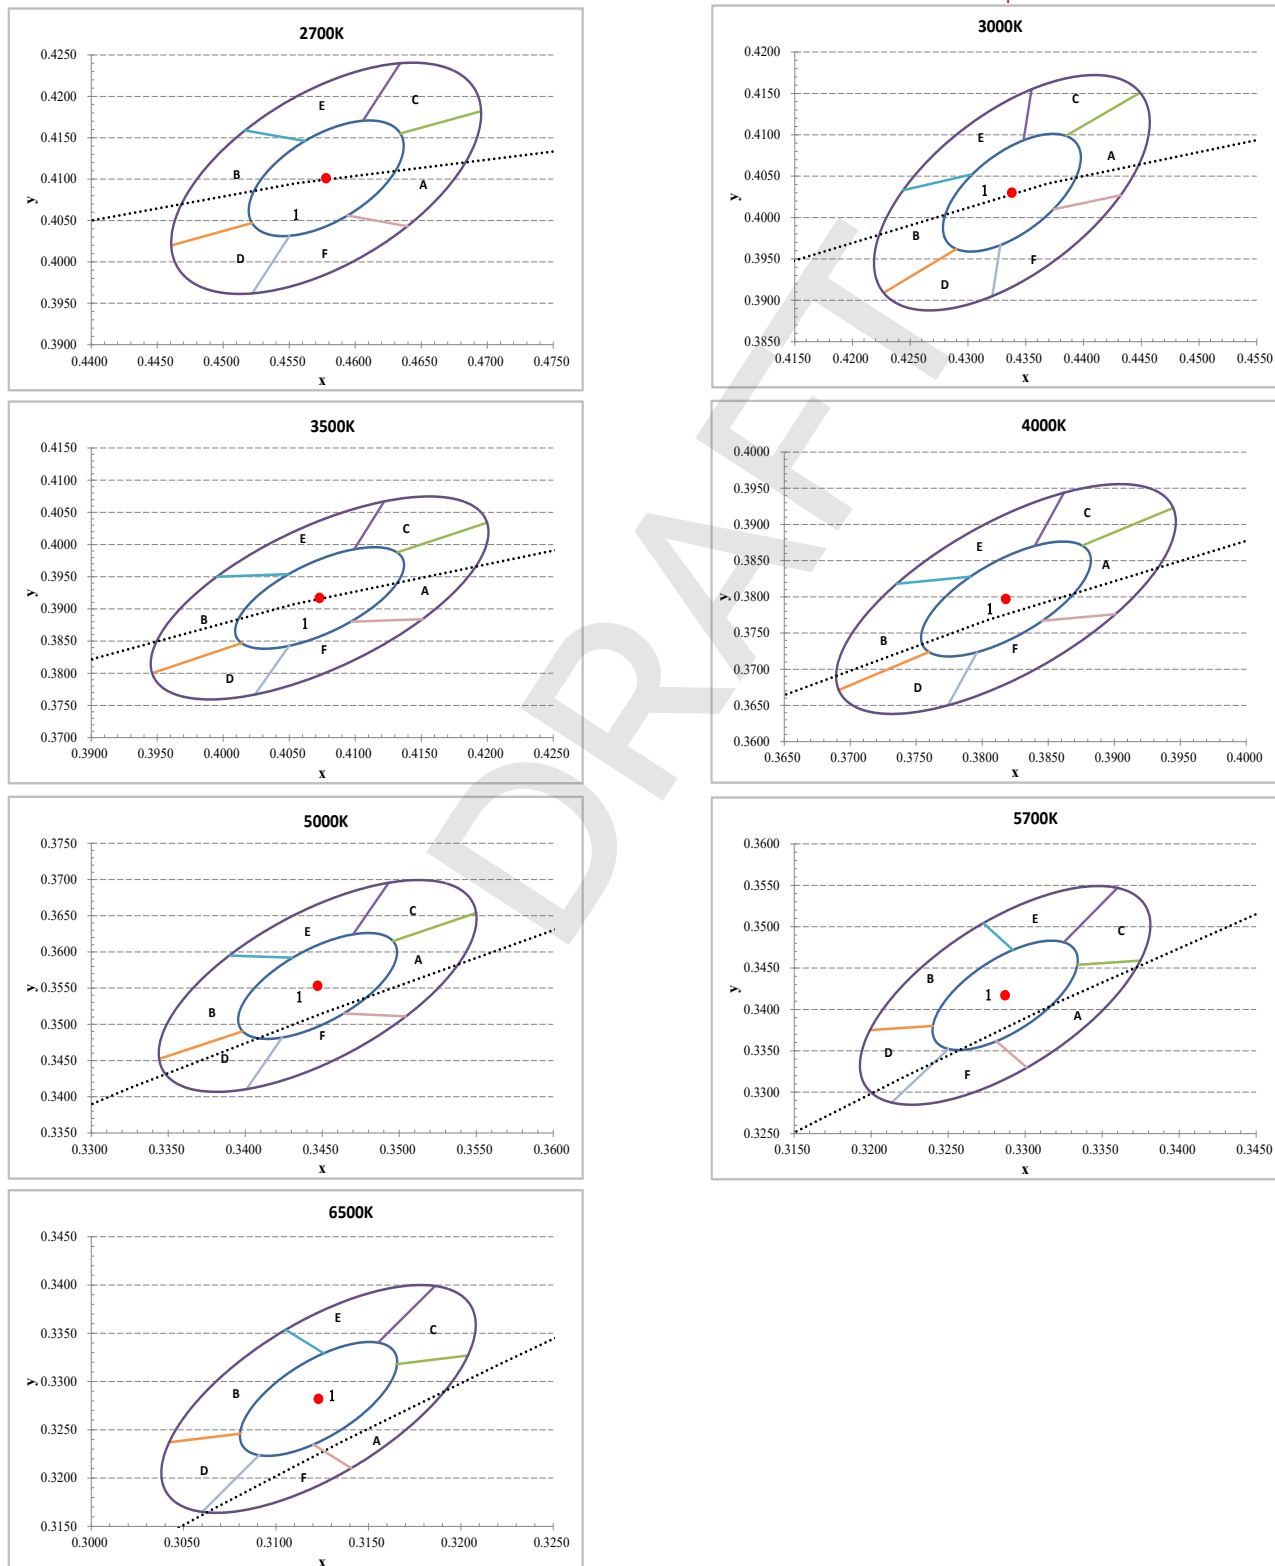 2700K
0.4250
0.4200
0.4150
0.4100
0.4050
0.4000
0.3950
0.3900
y
E
C
B
A
1
D
F
0.4400 0.4450 0.4500 0.4550 0.4600 0.4650 0.4700 0.4750
x
3000K
0.4200
0.4150
0.4100
0.4050
0.4000
0.3950
0.3900
0.3850
y
C
E
A
1
B
F
D
0.4150 0.4200 0.4250 0.4300 0.4350 0.4400 0.4450 0.4500 0.4550
x
3500K
0.4150
0.4100
0.4050
0.4000
0.3950
0.3900
0.3850
0.3800
0.3750
0.3700
y
C
E
A
B
1
F
D
0.3900 0.3950 0.4000 0.4050 0.4100 0.4150 0.4200 0.4250
x
4000K
0.4000
0.3950
0.3900
0.3850
0.3800
0.3750
0.3700
0.3650
0.3600
y
C
E
A
1
B
F
D
0.3650 0.3700 0.3750 0.3800 0.3850 0.3900 0.3950 0.4000
x
5000K
0.3750
0.3700
0.3650
0.3600
0.3550
0.3500
0.3450
0.3400
0.3350
y
C
E
A
1
B
F
D
0.3300 0.3350 0.3400 0.3450 0.3500 0.3550 0.3600
x
5700K
0.3600
0.3550
0.3500
0.3450
0.3400
0.3350
0.3300
0.3250
y
E
C
B
1
A
D
F
0.3150 0.3200 0.3250 0.3300 0.3350 0.3400 0.3450
x
6500K
0.3450
0.3400
0.3350
0.3300
0.3250
0.3200
0.3150
y
E
C
B
1
A
D
F
0.3000 0.3050 0.3100 0.3150 0.3200 0.3250
x
DRAFT